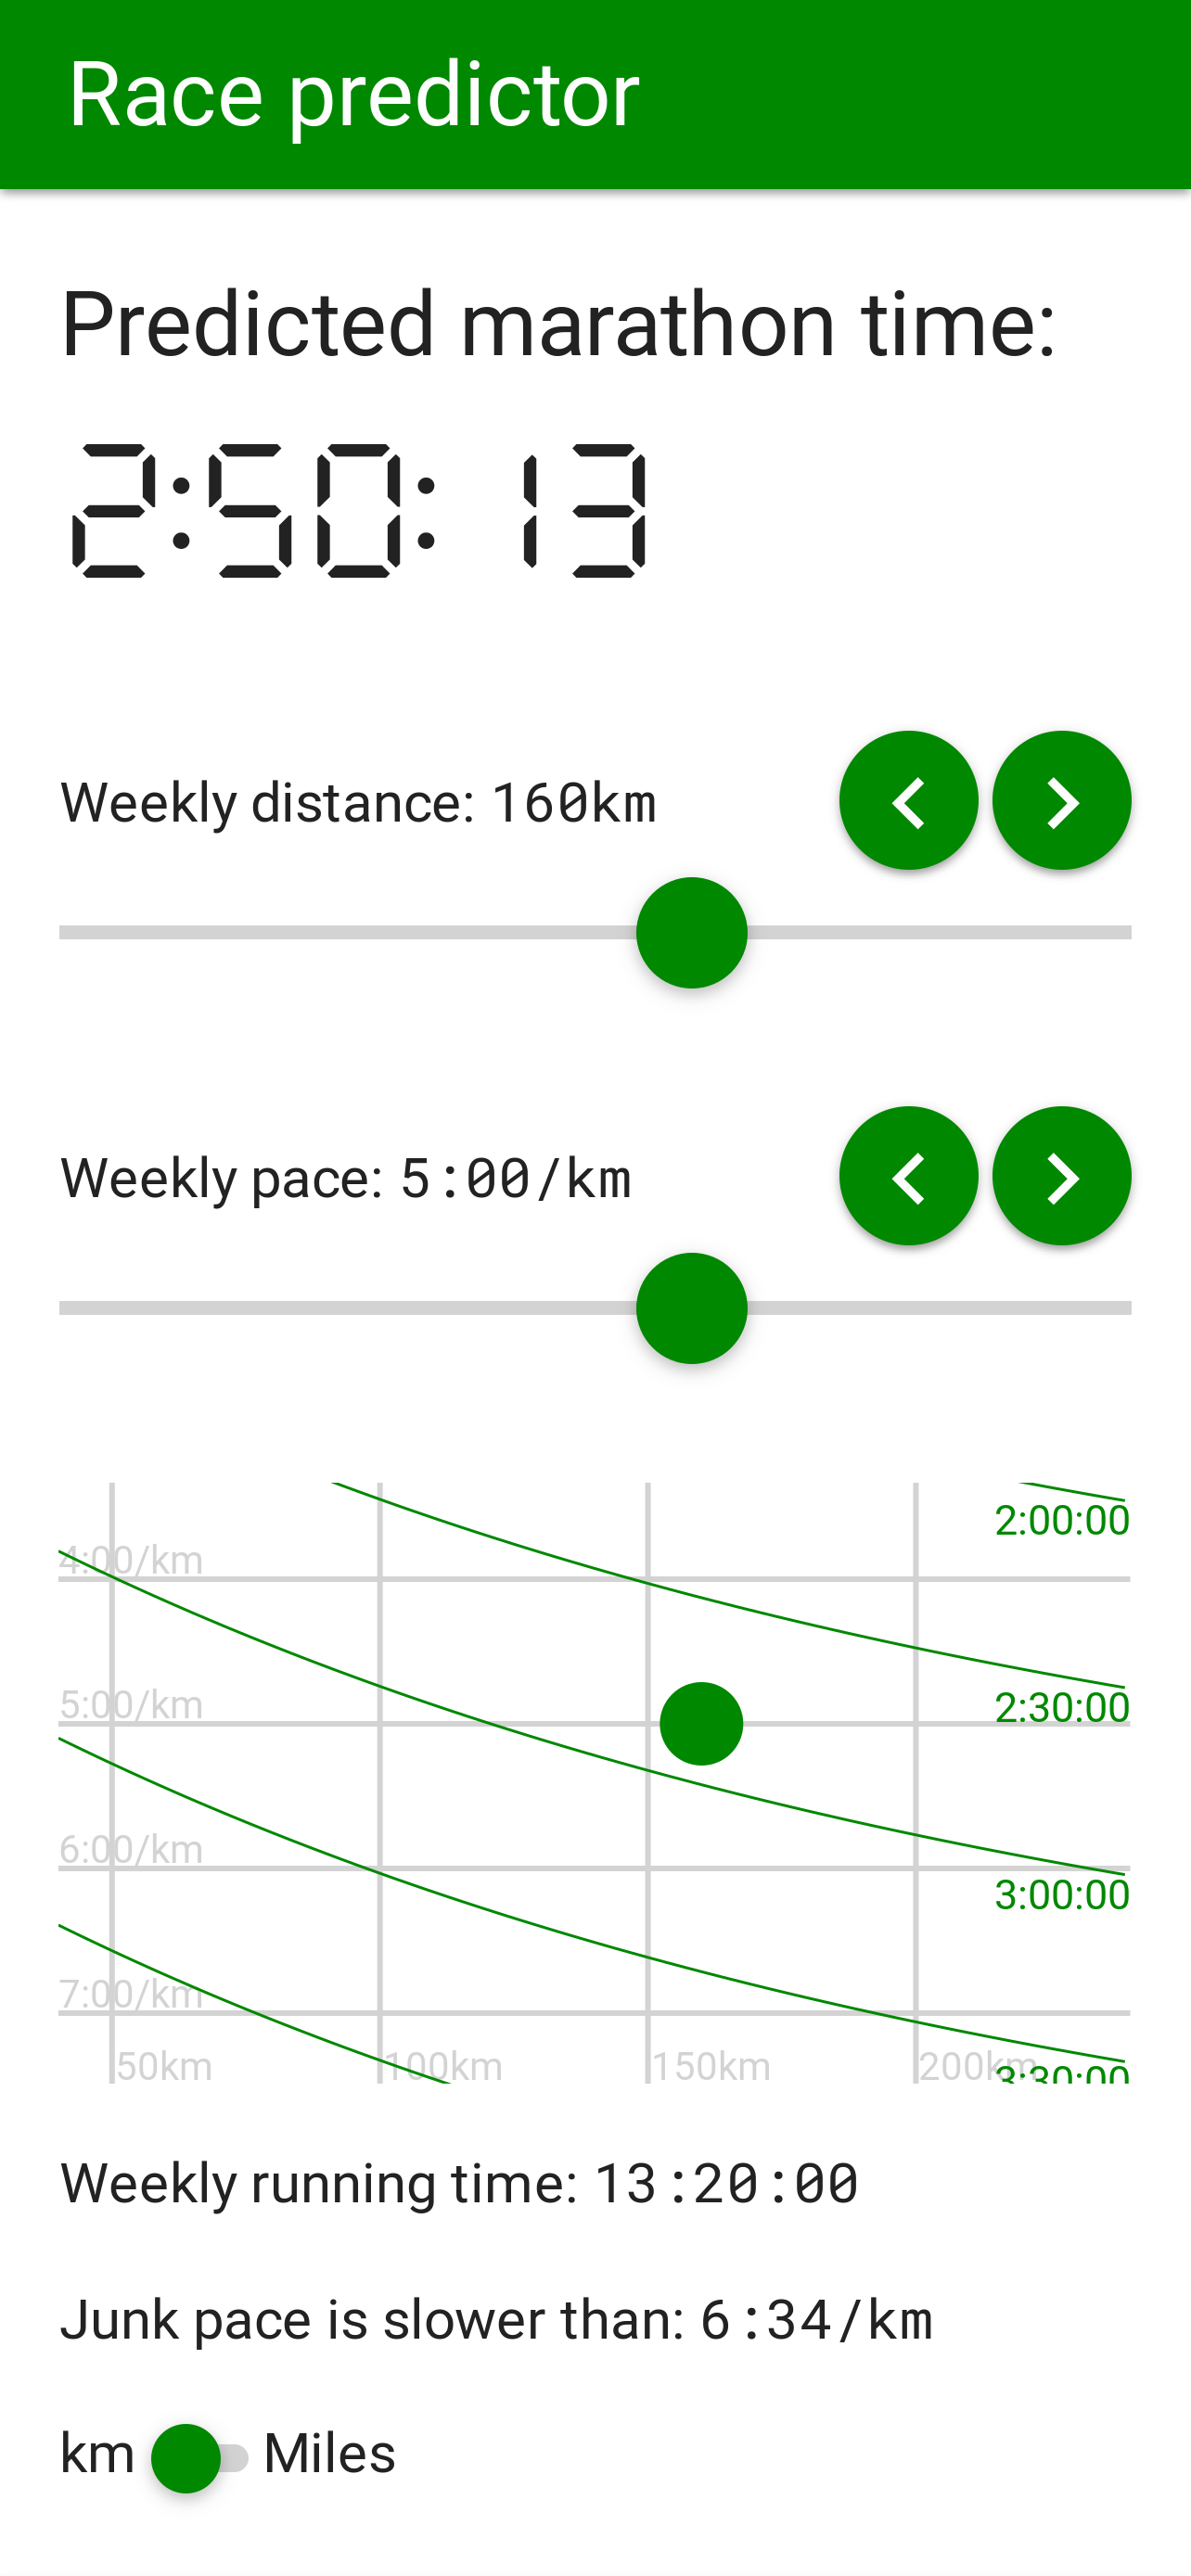 Race predictor
Predicted marathon time:
2:50:13
Weekly distance: 160km
Weekly pace: 5:00/km
2:00:00
4:00/km
5:00/km
2:30:00
6:00/km
3:00:00
7:00/km
50km 100km 150km 200km 3:30:00
Weekly running time: 13:20:00
Junk pace is slower than: 6:34/km
km Miles